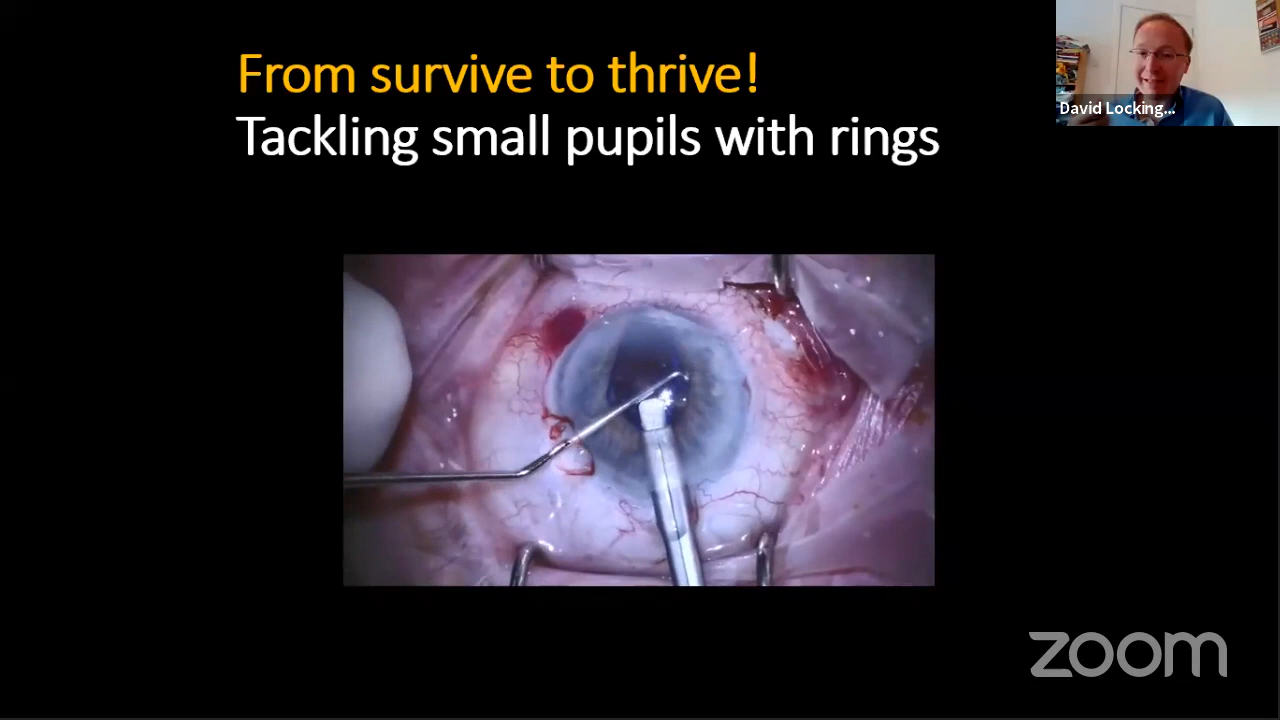 From survive to thrive!
Tackling small pupils with rings
David Locking...
zoom